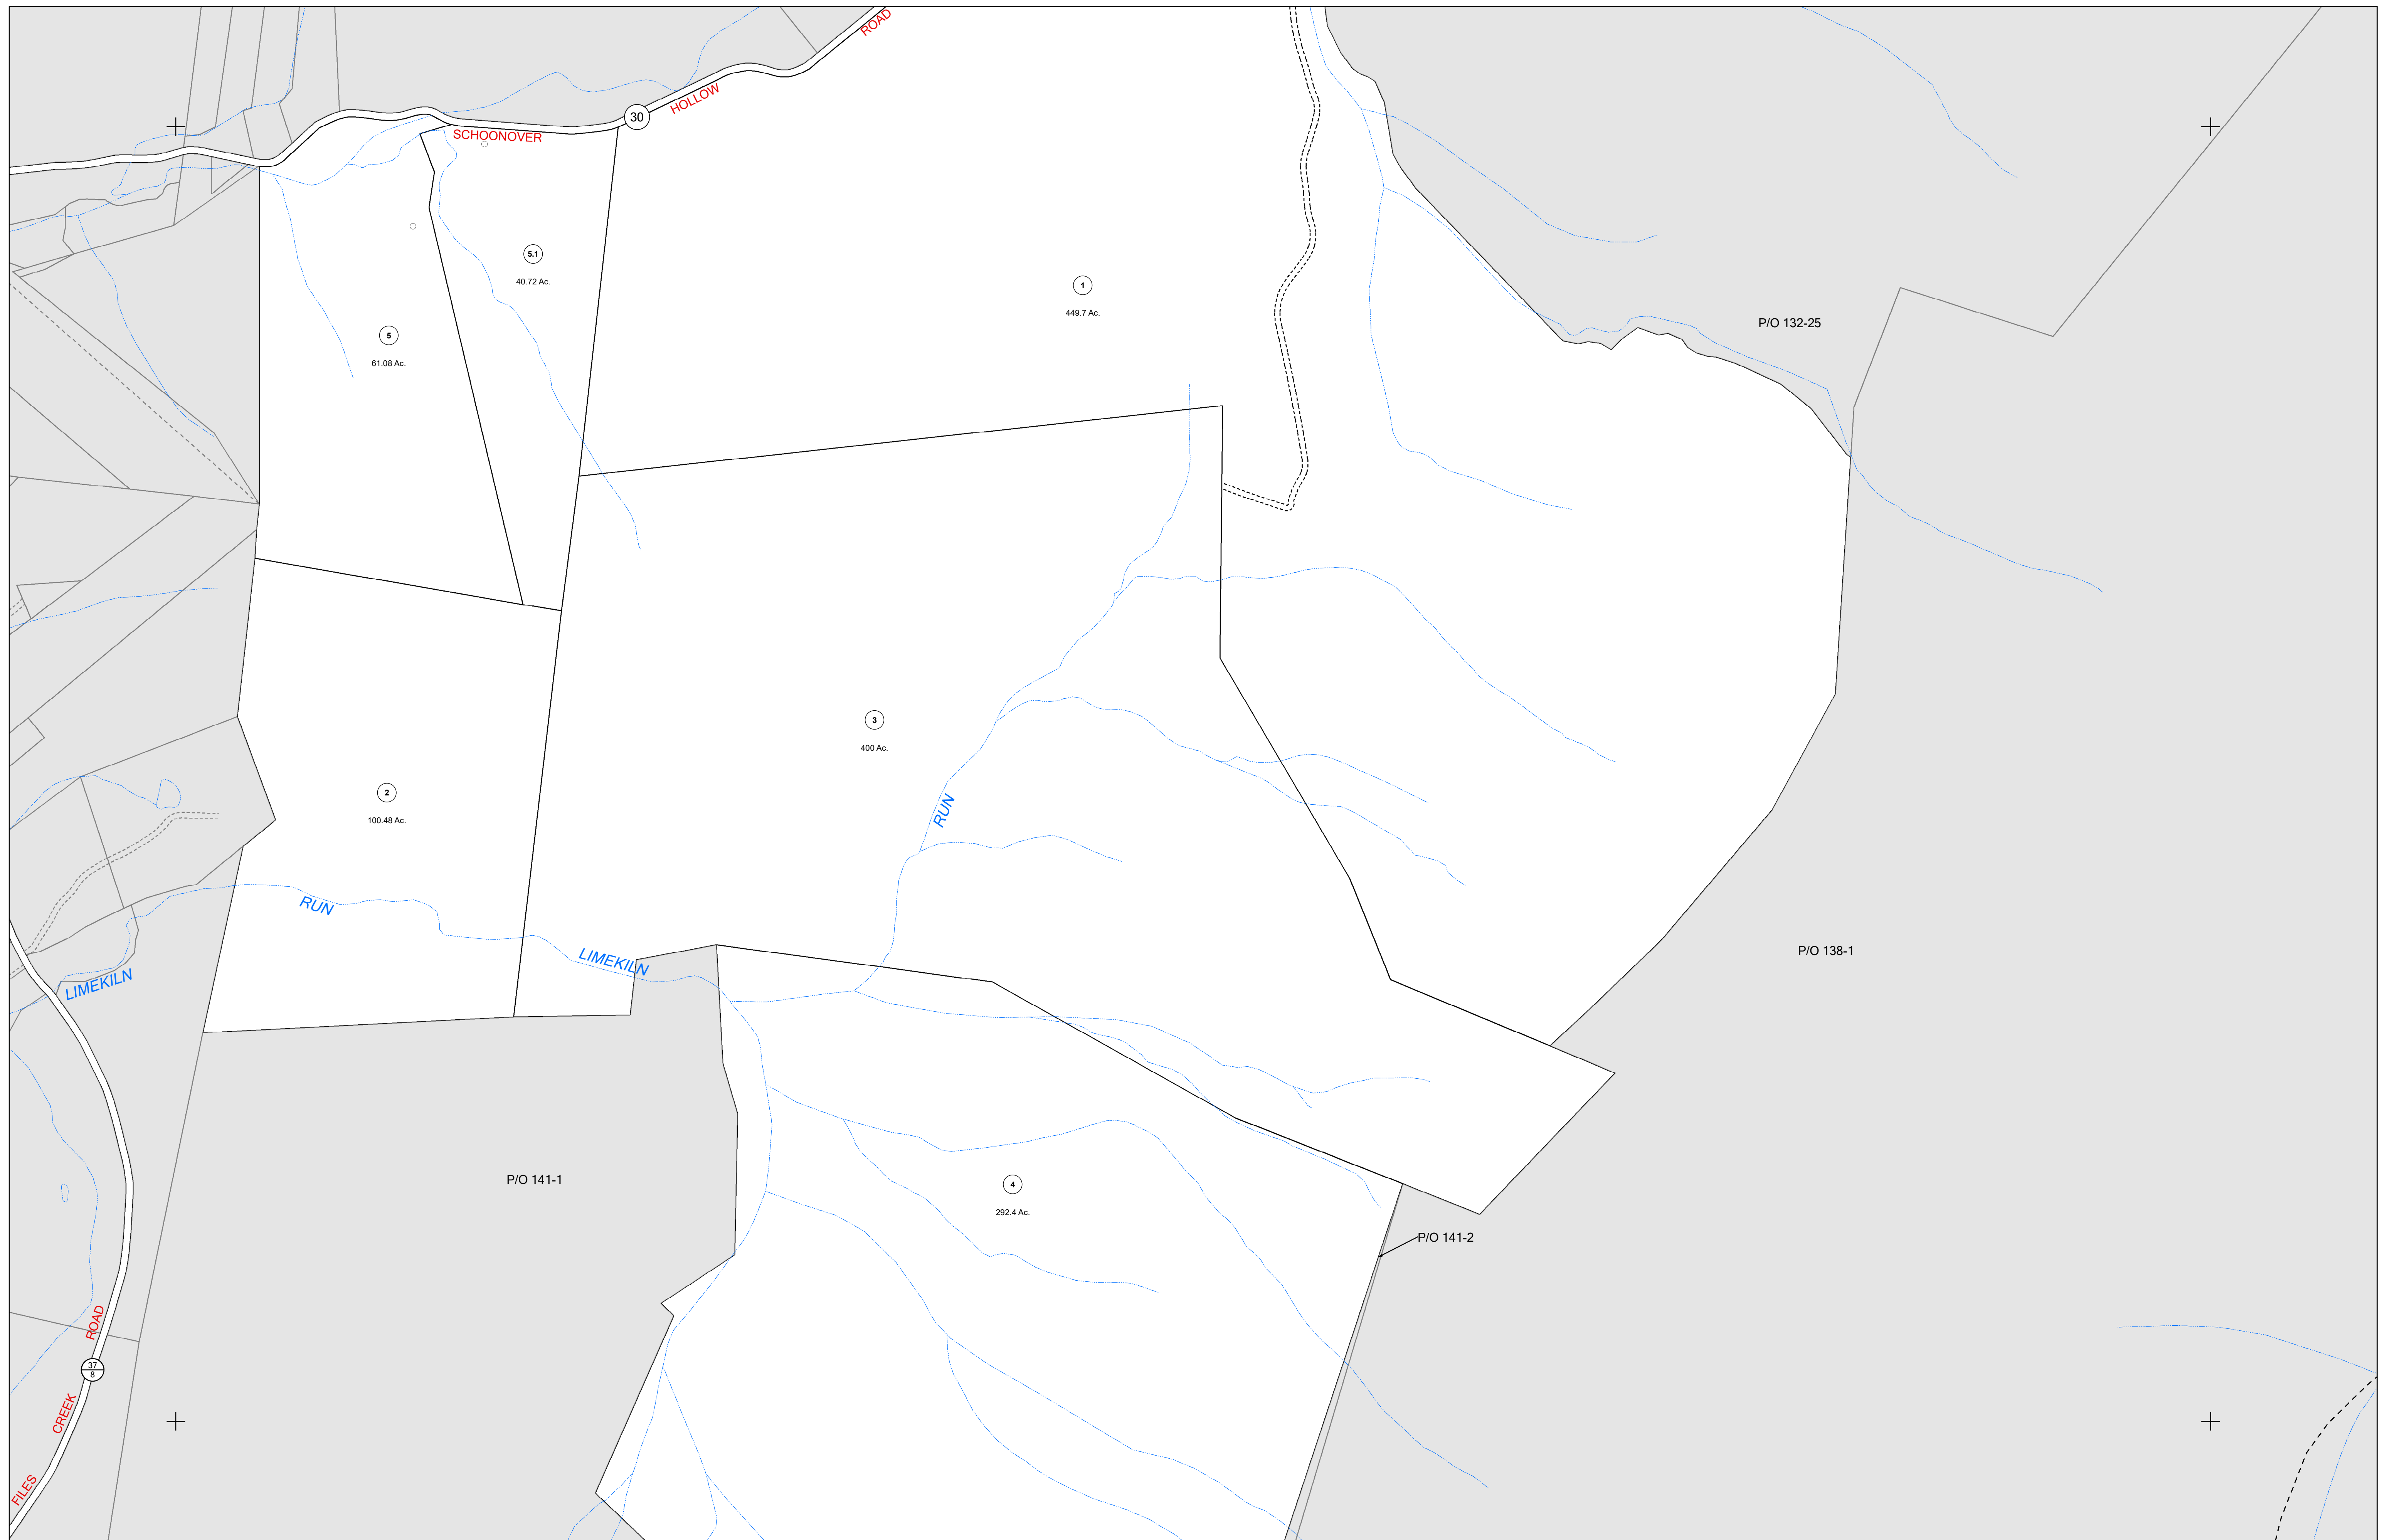 ROAD
HOLLOW
30
SCHOONOVER
5.1
40.72 Ac.
1
449.7 Ac.
P/O 132-25
5
61.08 Ac.
3
400 Ac.
2
100.48 Ac.
RUN
RUN
LIMEKILN
LIMEKILN
P/O 138-1
P/O 141-1
4
292.4 Ac.
P/O 141-2
ROAD
37
8
CREEK
FILES